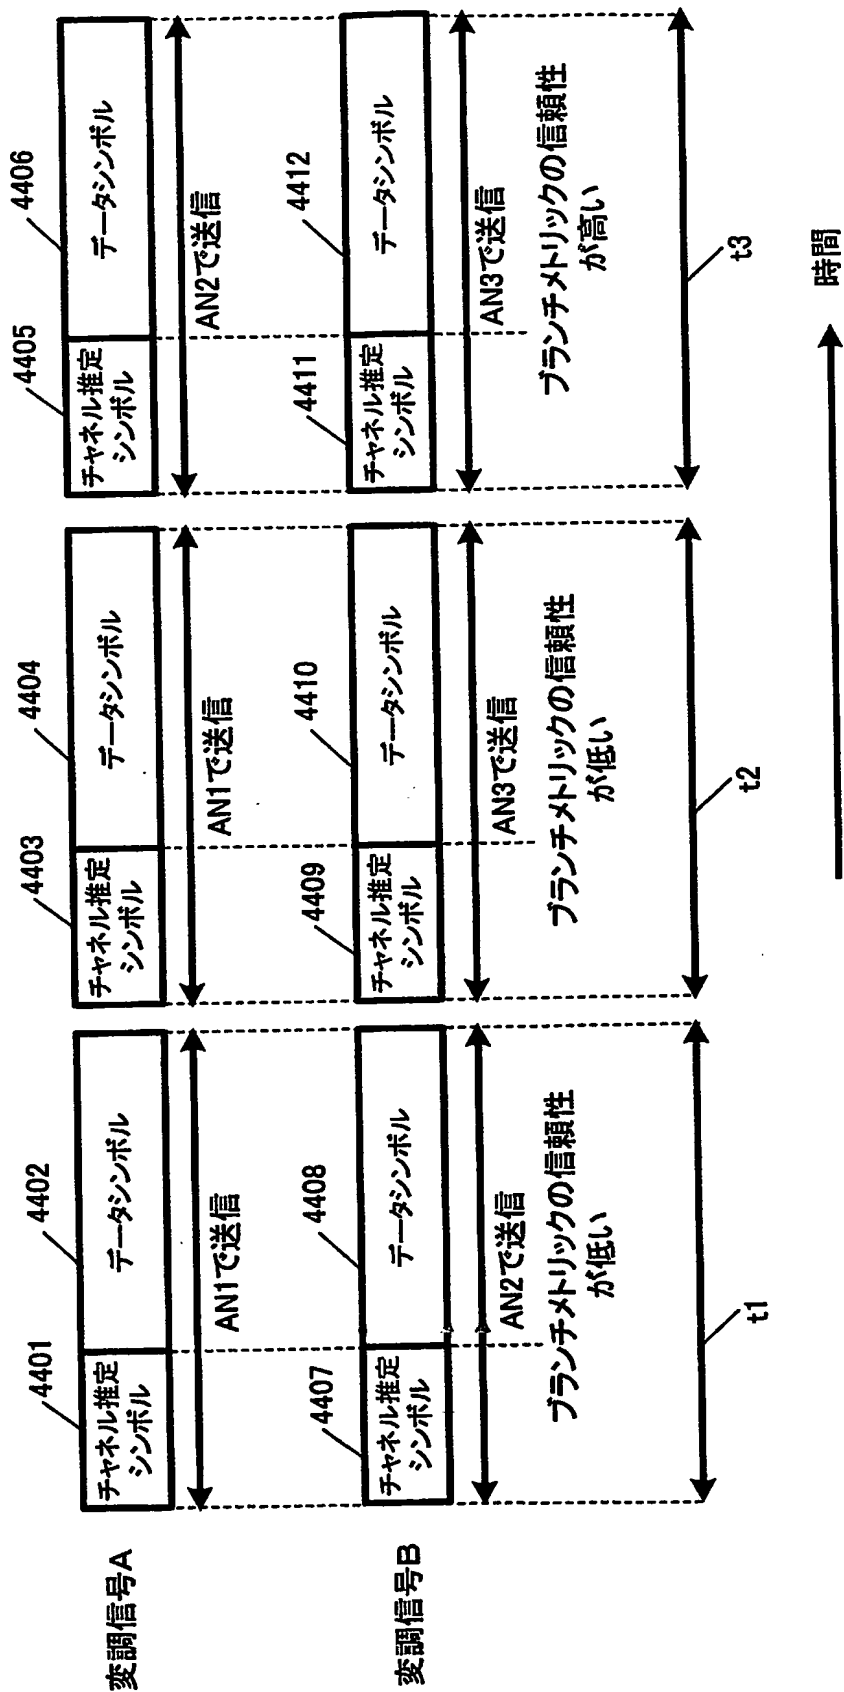 変調信号A
4401
チャネル推定
シンボル
4402
データシンボル
AN1で送信
4403
チャネル推定
シンボル
4404
データシンボル
AN1で送信
4405
チャネル推定
シンボル
4406
データシンボル
AN2で送信
変調信号B
4407
チャネル推定
シンボル
4408
データシンボル
AN2で送信
4409
チャネル推定
シンボル
4410
データシンボル
AN3で送信
4411
チャネル推定
シンボル
4412
データシンボル
AN3で送信
ブランチメトリックの信頼性
が低い
ブランチメトリックの信頼性
が低い
ブランチメトリックの信頼性
が高い
t1
t2
t3
時間